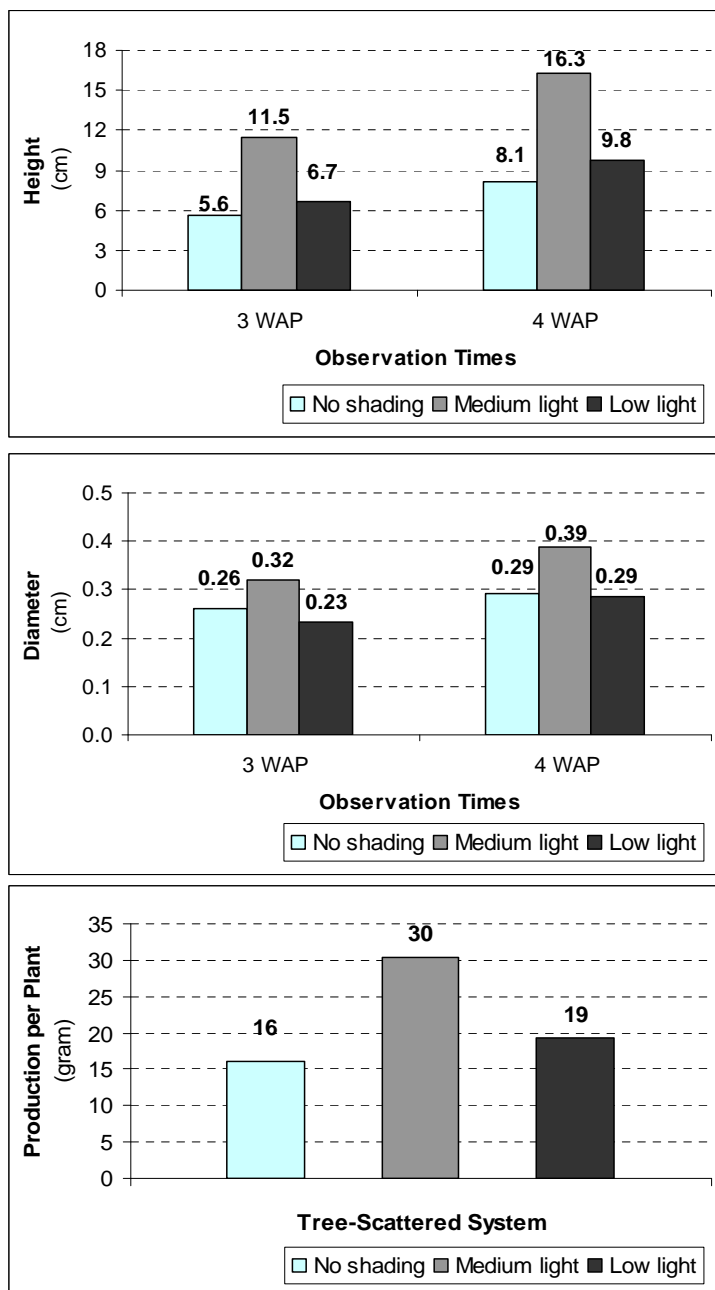 18
15
12
9
6
3
0
Height
(cm)
5.6
11.5
6.7
8.1
16.3
9.8
3 WAP
4 WAP
Observation Times
No shading Medium light Low light
0.5
0.4
0.3
0.2
0.1
0.0
Diameter
(cm)
0.26
0.32
0.23
0.29
0.39
0.29
3 WAP
4 WAP
Observation Times
No shading Medium light Low light
35
30
25
20
15
10
5
0
Production per Plant
(gram)
16
30
19
Tree-Scattered System
No shading Medium light Low light